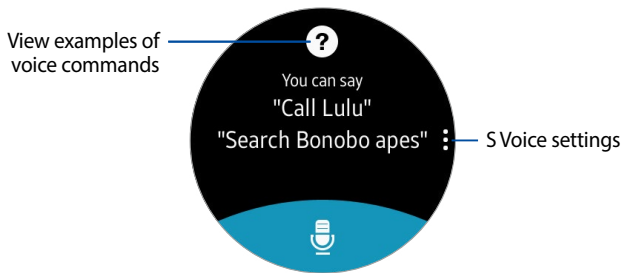 View examples of
voice commands
?
You can say
"Call Lulu"
"Search Bonobo apes"
S Voice settings